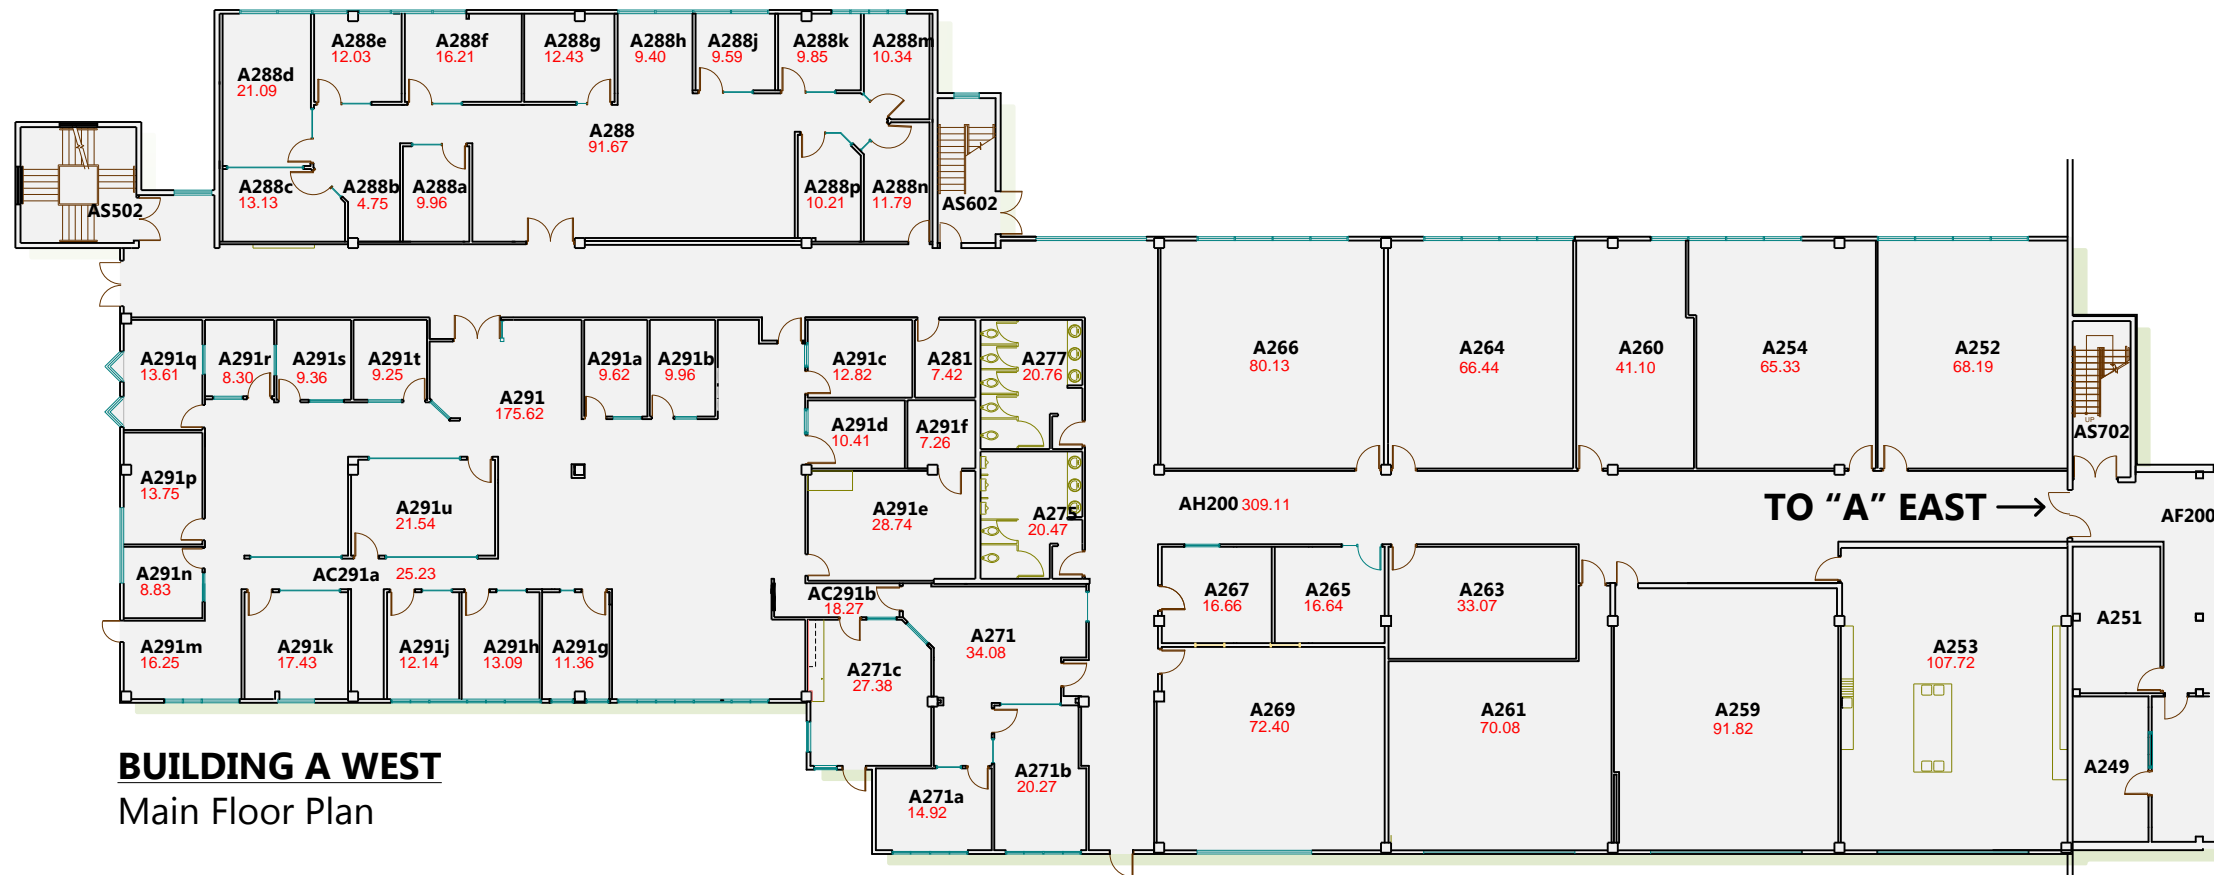 A288e
12.03
A288f
16.21
A288g
12.43
A288h
9.40
A288j
9.59
A288k
9.85
A288m
10.34
A288d
21.09
A288
91.67
A288c
13.13
A288b
4.75
A288a
9.96
A288p
10.21
A288n
11.79
AS502
AS602
A291q
13.61
A291r
8.30
A291s
9.36
A291t
9.25
A291
175.62
A291a
9.62
A291b
9.96
A291c
12.82
A281
7.42
A277
20.76
A266
80.13
A264
66.44
A260
41.10
A254
65.33
A252
68.19
UP
AS702
A291d
10.41
A291f
7.26
A291p
13.75
A291u
21.54
A291e
28.74
A275
20.47
AH200 309.11
TO “A” EAST
AF200
A291n
8.83
AC291a 25.23
AC291b
18.27
A267
16.66
A265
16.64
A263
33.07
A251
A291m
16.25
A291k
17.43
A291j
12.14
A291h
13.09
A291g
11.36
A271
34.08
A271c
27.38
A253
107.72
A269
72.40
A261
70.08
A259
91.82
A249
A271b
20.27
A271a
14.92
BUILDING A WEST
Main Floor Plan